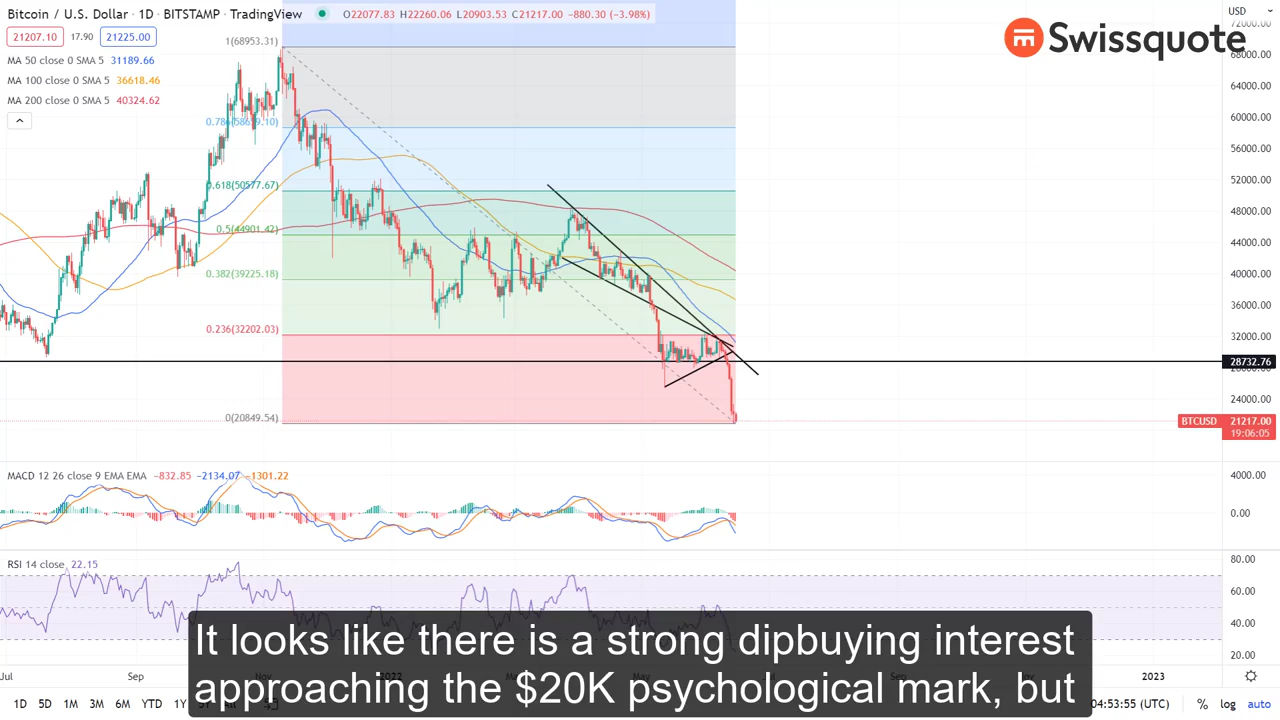 Bitcoin / U.S. Dollar · 1D · BITSTAMP · TradingView O22077.83 H22260.06 L20903.53 C21217.00 −880.30 (−3.98%)
USD
Swissquote
21207.10 17.90 21225.00
MA 50 close 0 SMA 5 31189.66
MA 100 close 0 SMA 5 36618.46
MA 200 close 0 SMA 5 40324.62
72000.00
68000.00
64000.00
60000.00
56000.00
52000.00
48000.00
44000.00
40000.00
36000.00
32000.00
28732.76
24000.00
BTCUSD 21217.00
19:06:05
1(68953.31)
0.618(50577.67)
0.5(44901.42)
0.382(39225.18)
0.236(32202.03)
0(20849.54)
MACD 12 26 close 9 EMA EMA −832.85 −2134.07 −1301.22
4000.00
0.00
RSI 14 close 22.15
80.00
60.00
40.00
20.00
It looks like there is a strong dipbuying interest
approaching the $20K psychological mark, but
Jul Sep 2023
1D 5D 1M 3M 6M YTD 1Y
04:53:55 (UTC) % log auto